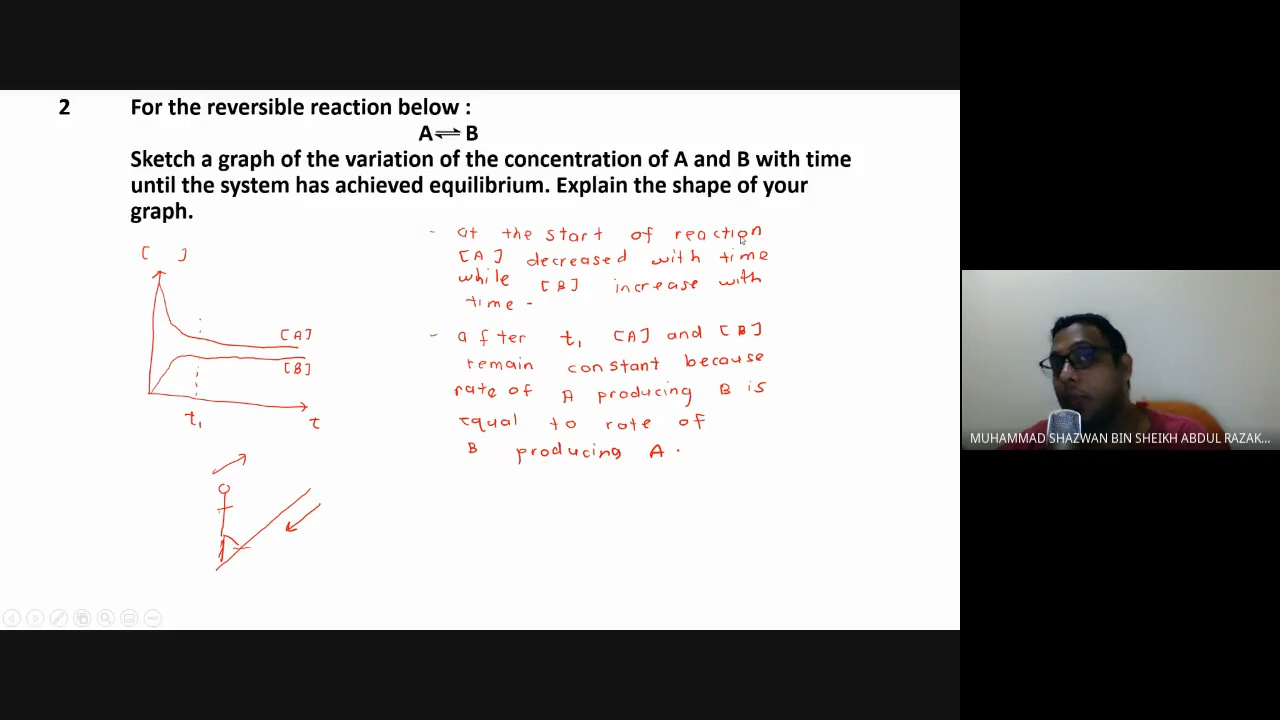 2 For the reversible reaction below :
A⇌B
Sketch a graph of the variation of the concentration of A and B with time
until the system has achieved equilibrium. Explain the shape of your
graph.
- at the start of reaction
[A] decreased with time
while [B] increase with
time -
- after t₁ [A] and [B]
remain constant because
rate of A producing B is
equal to rate of
B producing A .
[ ]
[A]
[B]
t₁ t
MUHAMMAD SHAZWAN BIN SHEIKH ABDUL RAZAK...